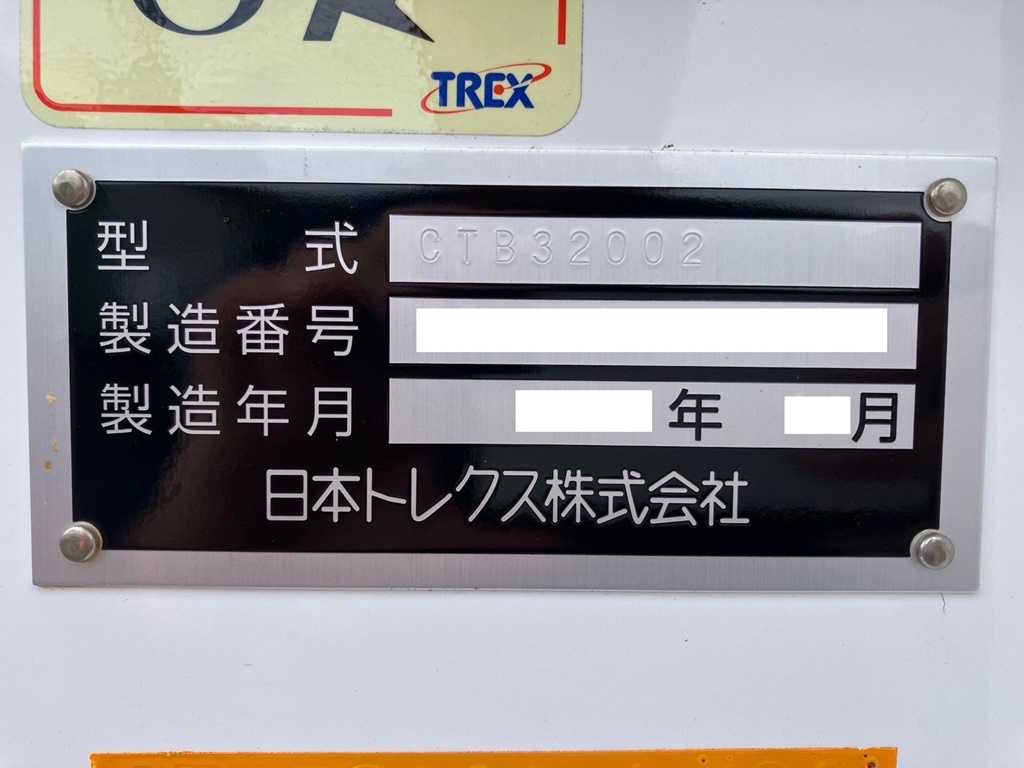 TREX
型式 CTB32002
製造番号
製造年月 年 月
日本トレクス株式会社